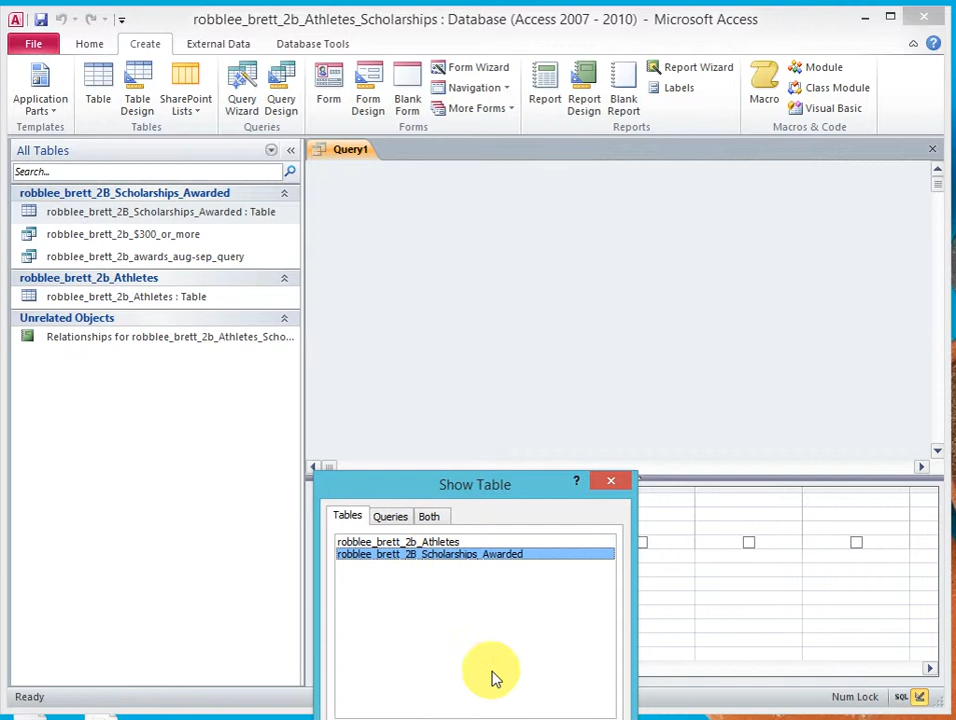 robblee_brett_2b_Athletes_Scholarships : Database (Access 2007 - 2010) - Microsoft Access
File Home Create External Data Database Tools
Application Parts
Table
Table Design
SharePoint Lists
Query Wizard
Query Design
Form
Form Design
Blank Form
Form Wizard
Navigation
More Forms
Report
Report Design
Blank Report
Report Wizard
Labels
Macro
Module
Class Module
Visual Basic
Templates Tables Queries Forms Reports Macros & Code
All Tables
Search...
robblee_brett_2B_Scholarships_Awarded
robblee_brett_2B_Scholarships_Awarded : Table
robblee_brett_2b_$300_or_more
robblee_brett_2b_awards_aug-sep_query
robblee_brett_2b_Athletes
robblee_brett_2b_Athletes : Table
Unrelated Objects
Relationships for robblee_brett_2b_Athletes_Scho...
Query1
Show Table
Tables Queries Both
robblee_brett_2b_Athletes
robblee_brett_2B_Scholarships_Awarded
Ready
Num Lock
SQL